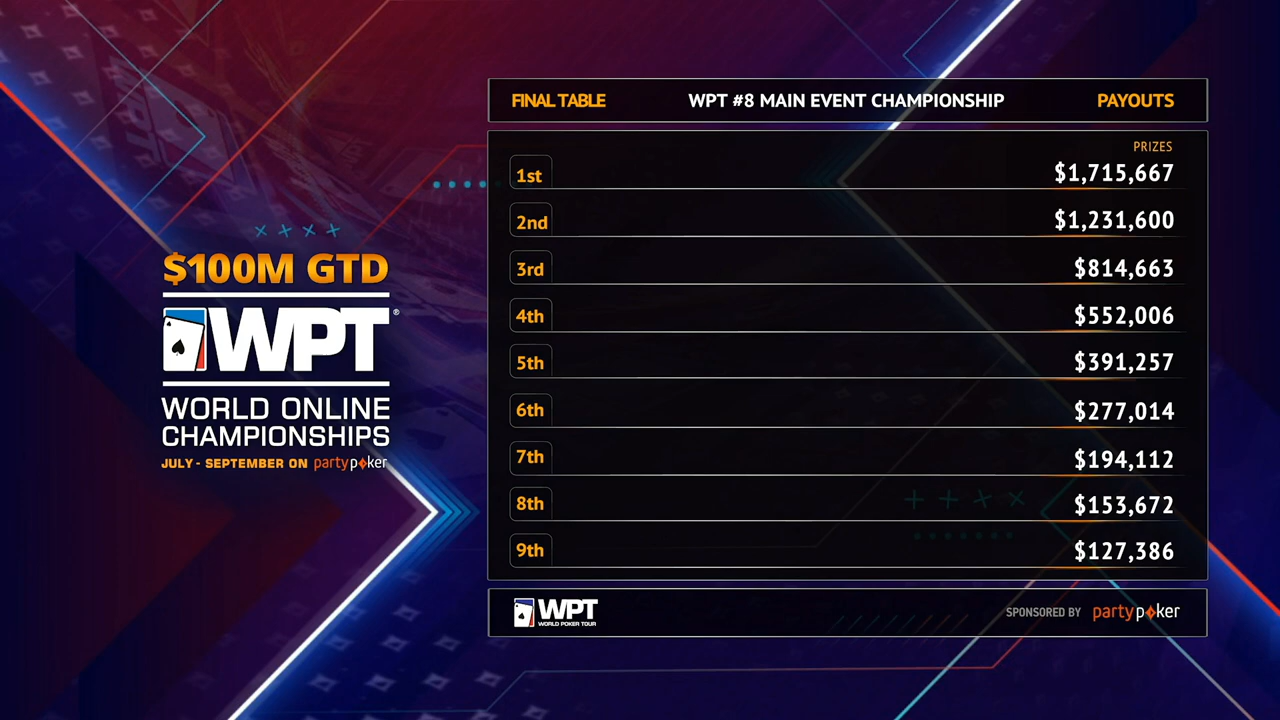 $100M GTD
WPT®
WORLD ONLINE
CHAMPIONSHIPS
JULY - SEPTEMBER ON partypoker
FINAL TABLE WPT #8 MAIN EVENT CHAMPIONSHIP PAYOUTS
PRIZES
1st $1,715,667
2nd $1,231,600
3rd $814,663
4th $552,006
5th $391,257
6th $277,014
7th $194,112
8th $153,672
9th $127,386
WPT
WORLD POKER TOUR
SPONSORED BY partypoker